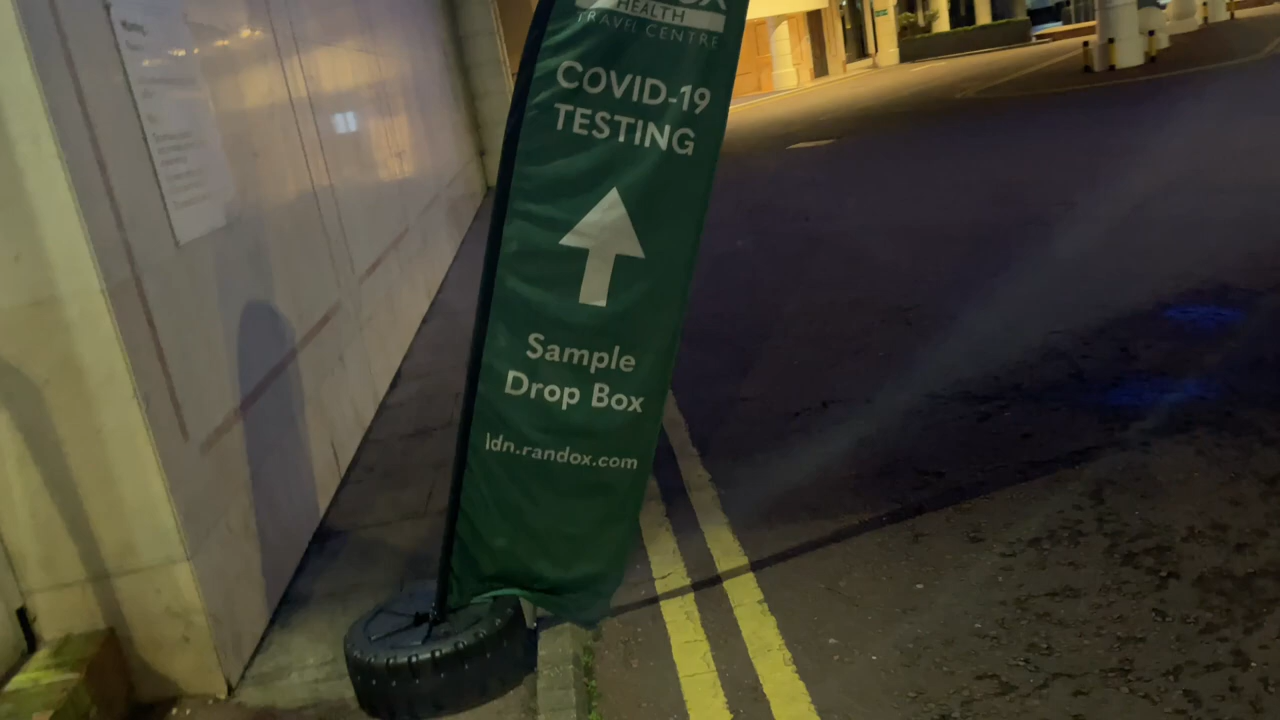 HEALTH
TRAVEL CENTRE
COVID-19
TESTING
Sample
Drop Box
ldn.randox.com